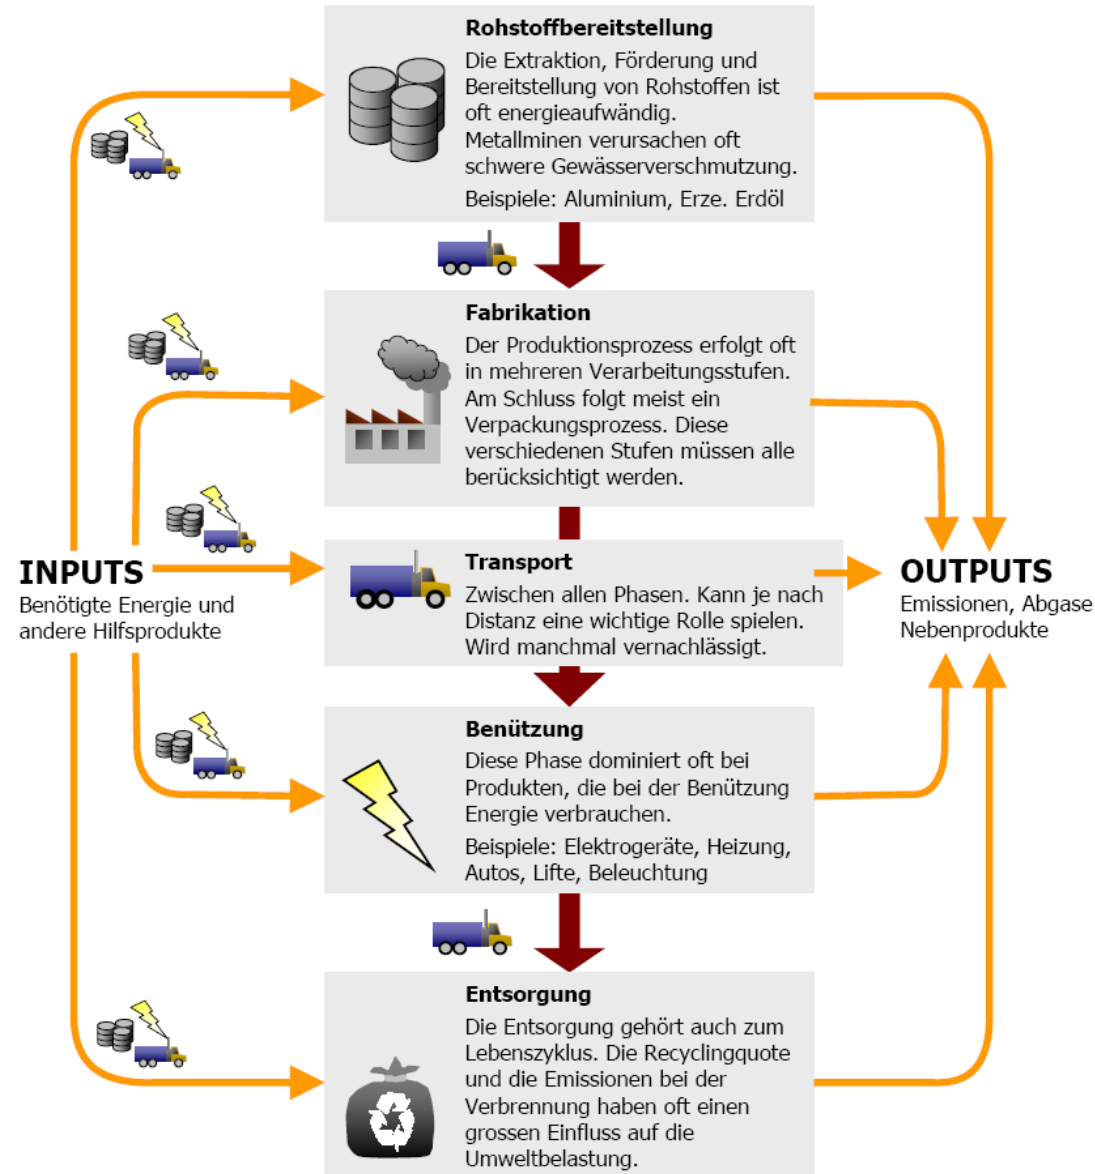 Rohstoffbereitstellung
Die Extraktion, Förderung und
Bereitstellung von Rohstoffen ist
oft energieaufwändig.
Metallminen verursachen oft
schwere Gewässerverschmutzung.
Beispiele: Aluminium, Erze. Erdöl
Fabrikation
Der Produktionsprozess erfolgt oft
in mehreren Verarbeitungsstufen.
Am Schluss folgt meist ein
Verpackungsprozess. Diese
verschiedenen Stufen müssen alle
berücksichtigt werden.
INPUTS
Benötigte Energie und
andere Hilfsprodukte
Transport
Zwischen allen Phasen. Kann je nach
Distanz eine wichtige Rolle spielen.
Wird manchmal vernachlässigt.
OUTPUTS
Emissionen, Abgase
Nebenprodukte
Benützung
Diese Phase dominiert oft bei
Produkten, die bei der Benützung
Energie verbrauchen.
Beispiele: Elektrogeräte, Heizung,
Autos, Lifte, Beleuchtung
Entsorgung
Die Entsorgung gehört auch zum
Lebenszyklus. Die Recyclingquote
und die Emissionen bei der
Verbrennung haben oft einen
grossen Einfluss auf die
Umweltbelastung.